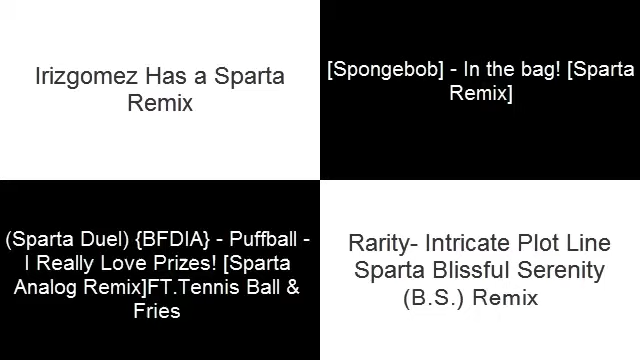 Irizgomez Has a Sparta
Remix
[Spongebob] - In the bag! [Sparta
Remix]
(Sparta Duel) {BFDIA} - Puffball -
I Really Love Prizes! [Sparta
Analog Remix]FT.Tennis Ball &
Fries
Rarity- Intricate Plot Line
Sparta Blissful Serenity
(B.S.) Remix